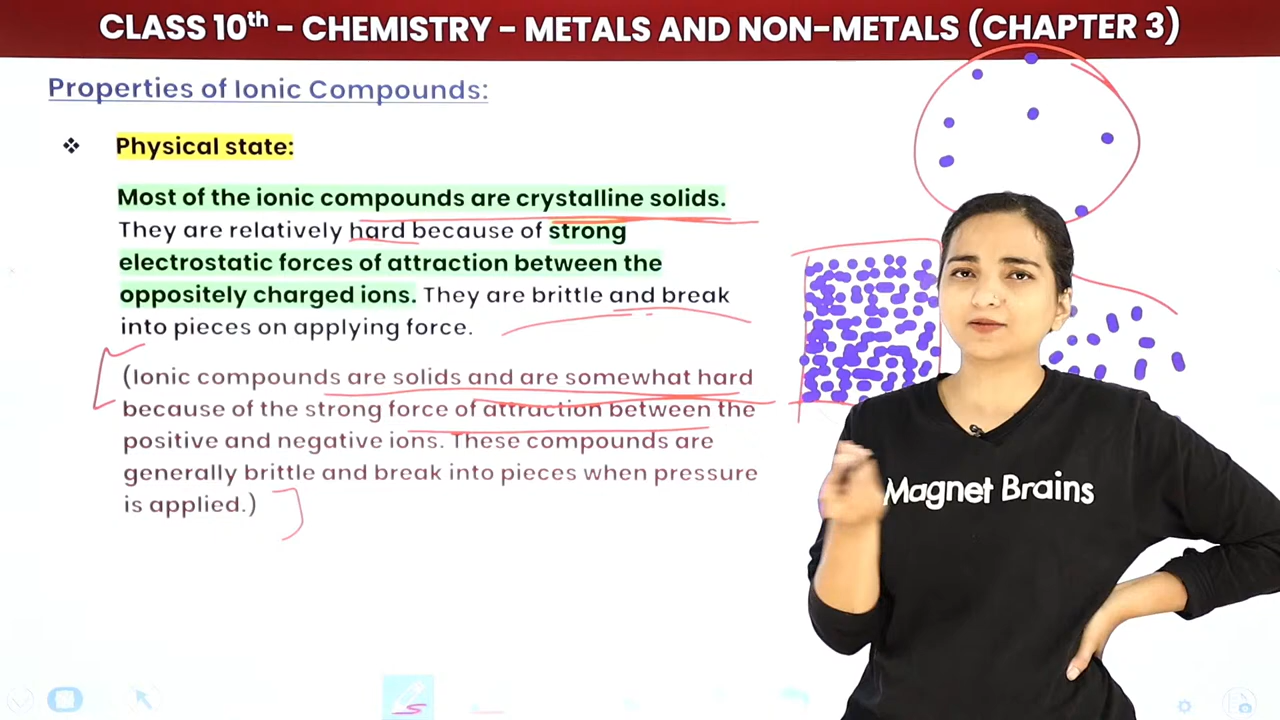 CLASS 10th - CHEMISTRY - METALS AND NON-METALS (CHAPTER 3)
Properties of Ionic Compounds:
❖ Physical state:
Most of the ionic compounds are crystalline solids.
They are relatively hard because of strong
electrostatic forces of attraction between the
oppositely charged ions. They are brittle and break
into pieces on applying force.
(Ionic compounds are solids and are somewhat hard
because of the strong force of attraction between the
positive and negative ions. These compounds are
generally brittle and break into pieces when pressure
is applied.)
Magnet Brains